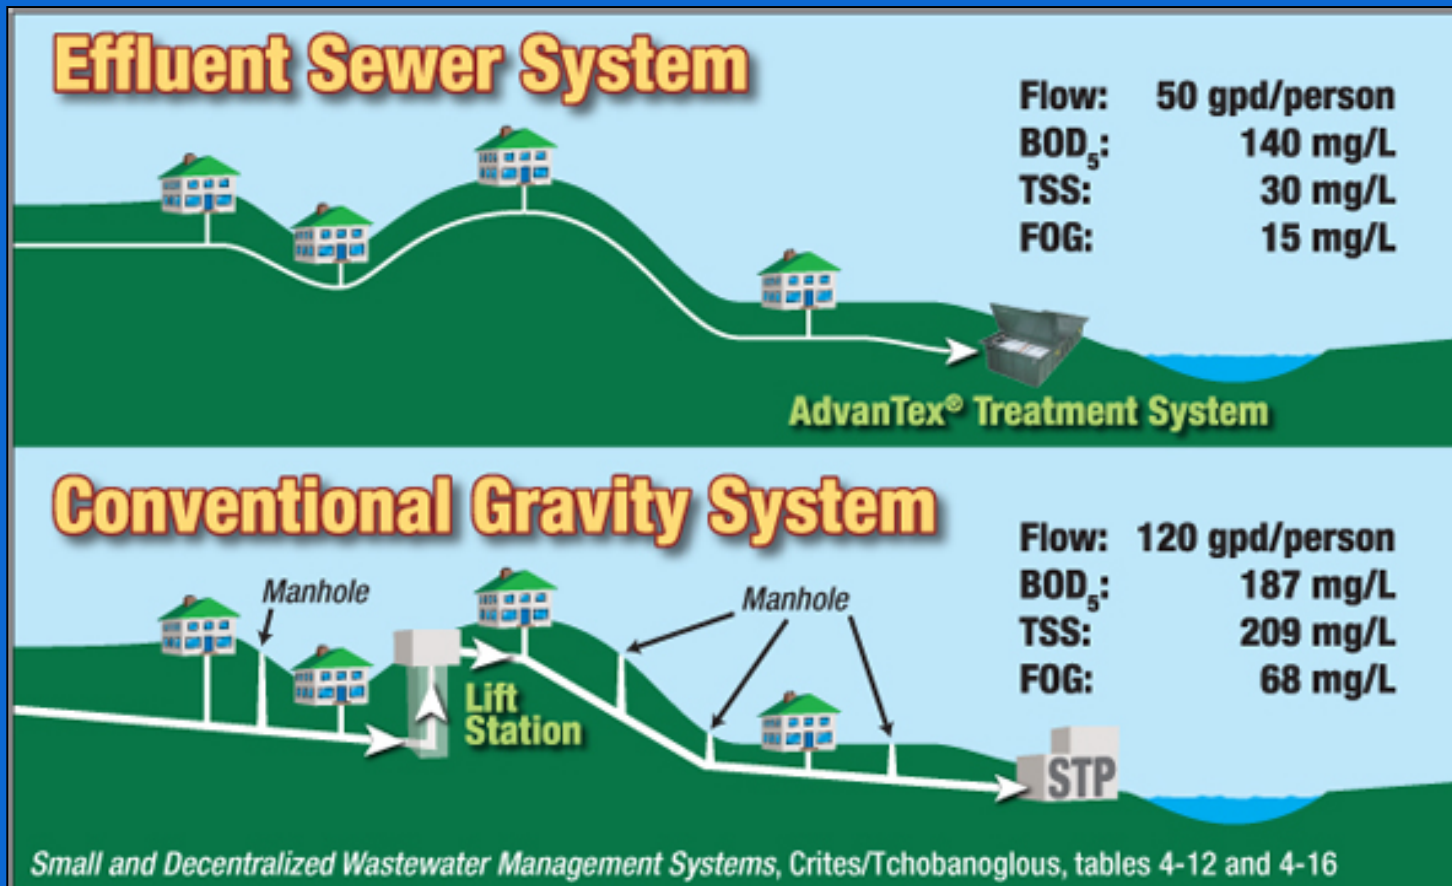 Effluent Sewer System
Flow: 50 gpd/person
BOD₅: 140 mg/L
TSS: 30 mg/L
FOG: 15 mg/L
AdvanTex® Treatment System
Conventional Gravity System
Flow: 120 gpd/person
BOD₅: 187 mg/L
TSS: 209 mg/L
FOG: 68 mg/L
Manhole
Manhole
Lift
Station
STP
Small and Decentralized Wastewater Management Systems, Crites/Tchobanoglous, tables 4-12 and 4-16